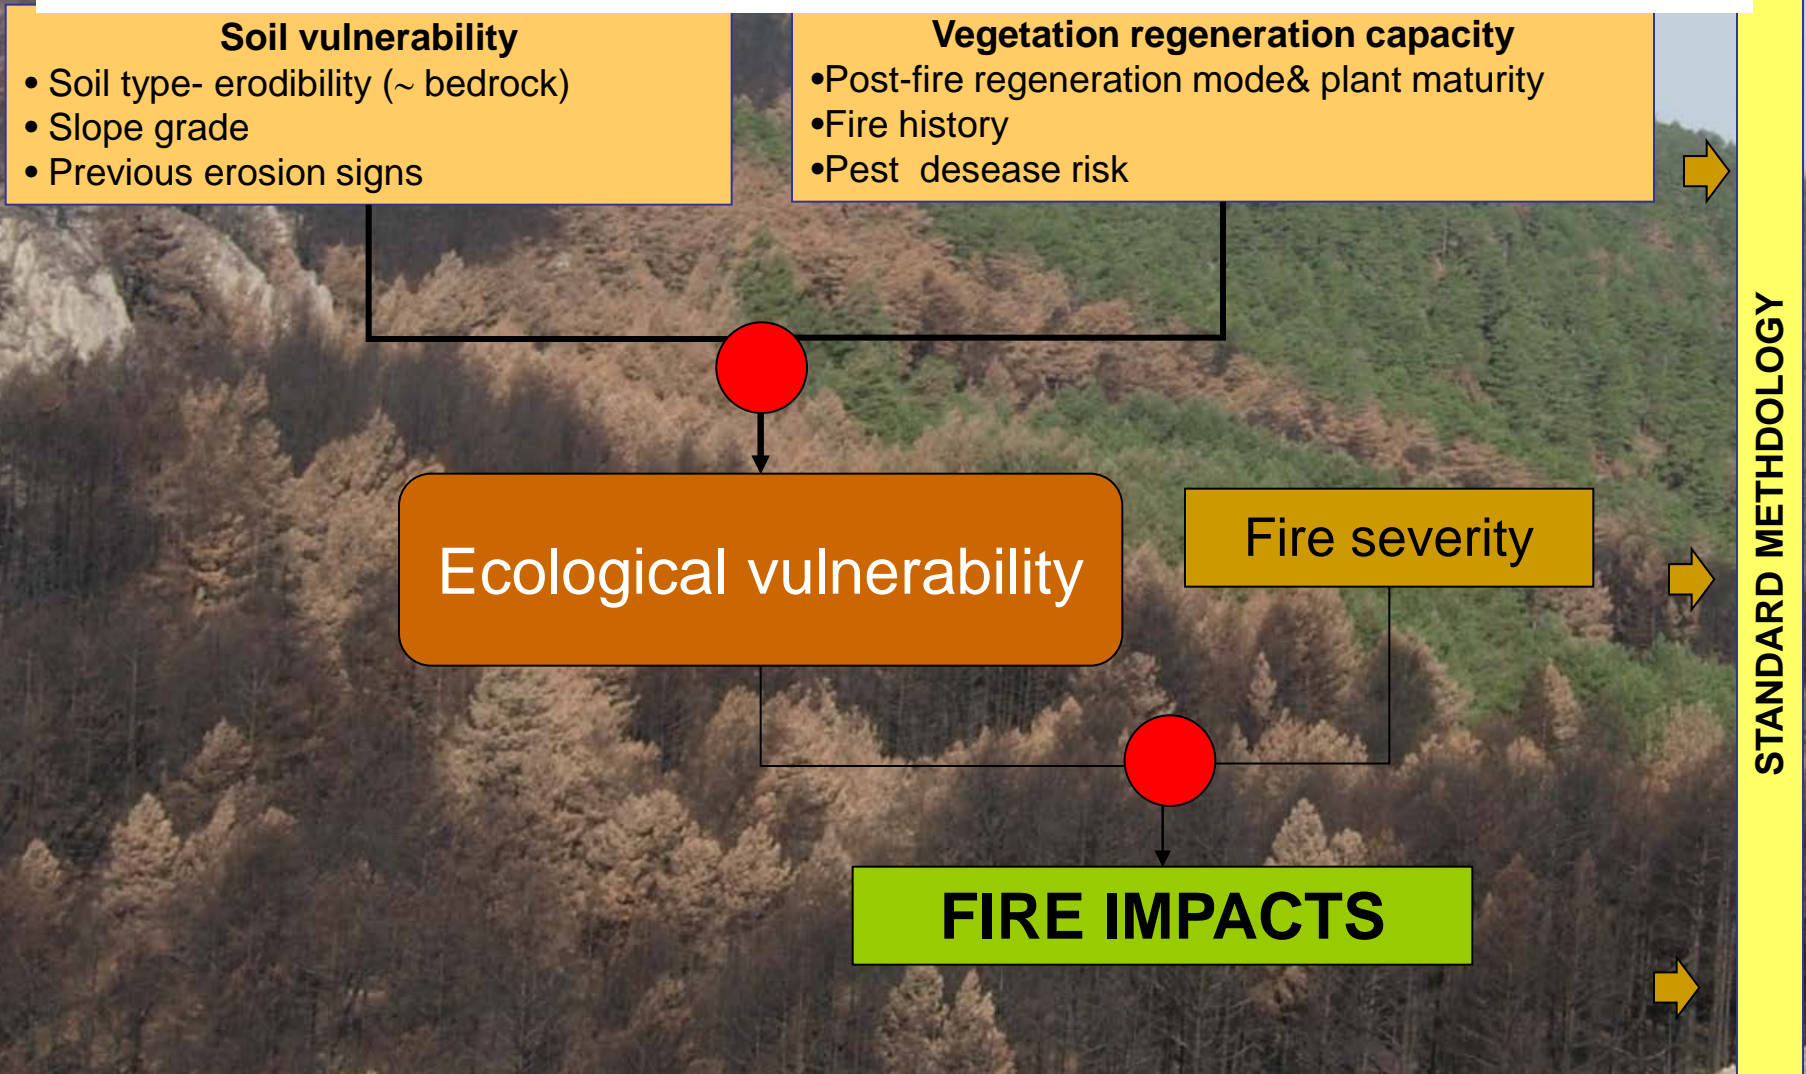 Soil vulnerability
• Soil type- erodibility (~ bedrock)
• Slope grade
• Previous erosion signs
Vegetation regeneration capacity
•Post-fire regeneration mode& plant maturity
•Fire history
•Pest desease risk
Ecological vulnerability
Fire severity
FIRE IMPACTS
STANDARD METHDOLOGY